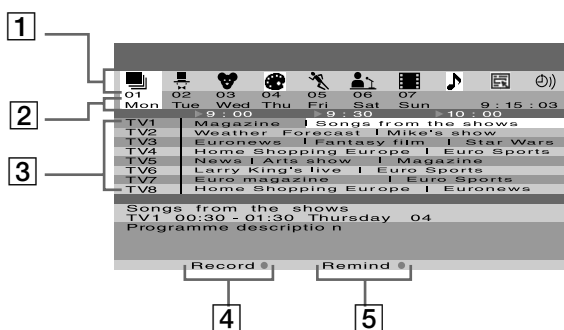 1
01 02 03 04 05 06 07
2 Mon Tue Wed Thu Fri Sat Sun 9:15:03
9:00 9:30 10:00
TV1 Magazine Songs from the shows
TV2 Weather Forecast Mike's show
TV3 Euronews Fantasy film Star Wars
3 TV4 Home Shopping Europe Euro Sports
TV5 News Arts show Magazine
TV6 Larry King's live Euro Sports
TV7 Euro magazine Euro Sports
TV8 Home Shopping Europe Euronews
Songs from the shows
TV1 00:30 - 01:30 Thursday 04
Programme descriptio n
Record Remind
4 5